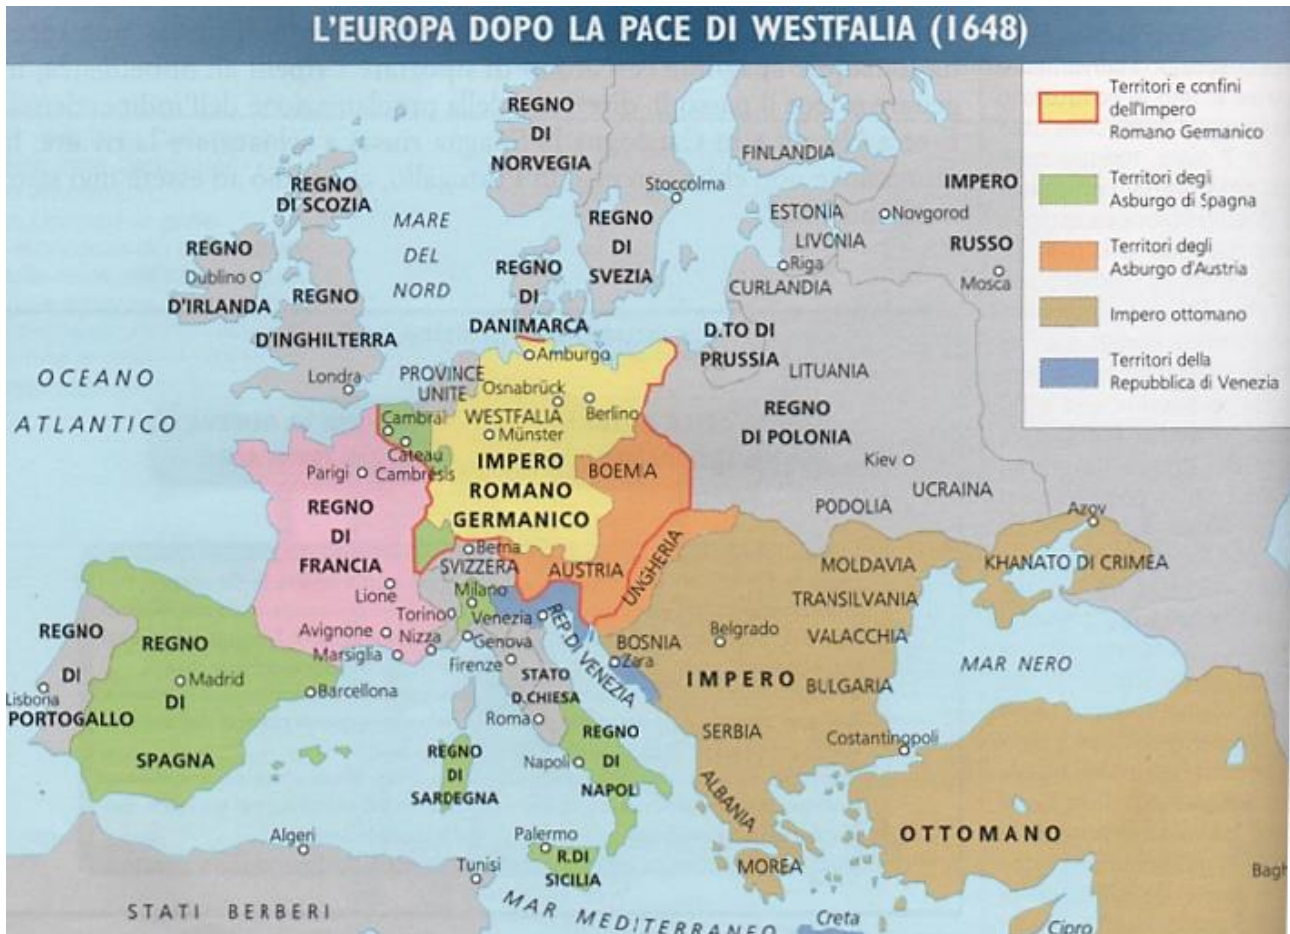 L'EUROPA DOPO LA PACE DI WESTFALIA (1648)
Territori e confini
dell'Impero
Romano Germanico
Territori degli
Asburgo di Spagna
Territori degli
Asburgo d'Austria
Impero ottomano
Territori della
Repubblica di Venezia
REGNO
DI
NORVEGIA
FINLANDIA
REGNO
DI SCOZIA
Stoccolma
IMPERO
RUSSO
MARE
DEL
NORD
REGNO
DI
SVEZIA
ESTONIA
Novgorod
LIVONIA
Riga
Mosca
CURLANDIA
REGNO
Dublino
D'IRLANDA
REGNO
D'INGHILTERRA
Londra
REGNO
DI
DANIMARCA
D.TO DI
PRUSSIA
LITUANIA
OCEANO
ATLANTICO
PROVINCE
UNITE
Amburgo
Osnabrück
WESTFALIA
Berlino
Münster
REGNO
DI POLONIA
Cambrai
Cateau
Cambrésis
Parigi
IMPERO
ROMANO
GERMANICO
BOEMIA
Kiev
UCRAINA
PODOLIA
Azov
REGNO
DI
FRANCIA
Berna
SVIZZERA
AUSTRIA
UNGHERIA
MOLDAVIA
KHANATO DI CRIMEA
Lione
Milano
Torino
Venezia
REP.DI VENEZIA
TRANSILVANIA
Avignone
Nizza
Genova
BOSNIA
Belgrado
VALACCHIA
Marsiglia
Firenze
Zara
MAR NERO
REGNO
DI
PORTOGALLO
Lisbona
REGNO
DI
SPAGNA
Madrid
Barcellona
STATO
D.CHIESA
Roma
IMPERO
BULGARIA
SERBIA
Costantinopoli
REGNO
DI
SARDEGNA
REGNO
DI
NAPOLI
Napoli
ALBANIA
OTTOMANO
Algeri
Palermo
R.DI
SICILIA
MOREA
Tunisi
Bagh
STATI BERBERI
MAR MEDITERRANEO
Creta
Cipro